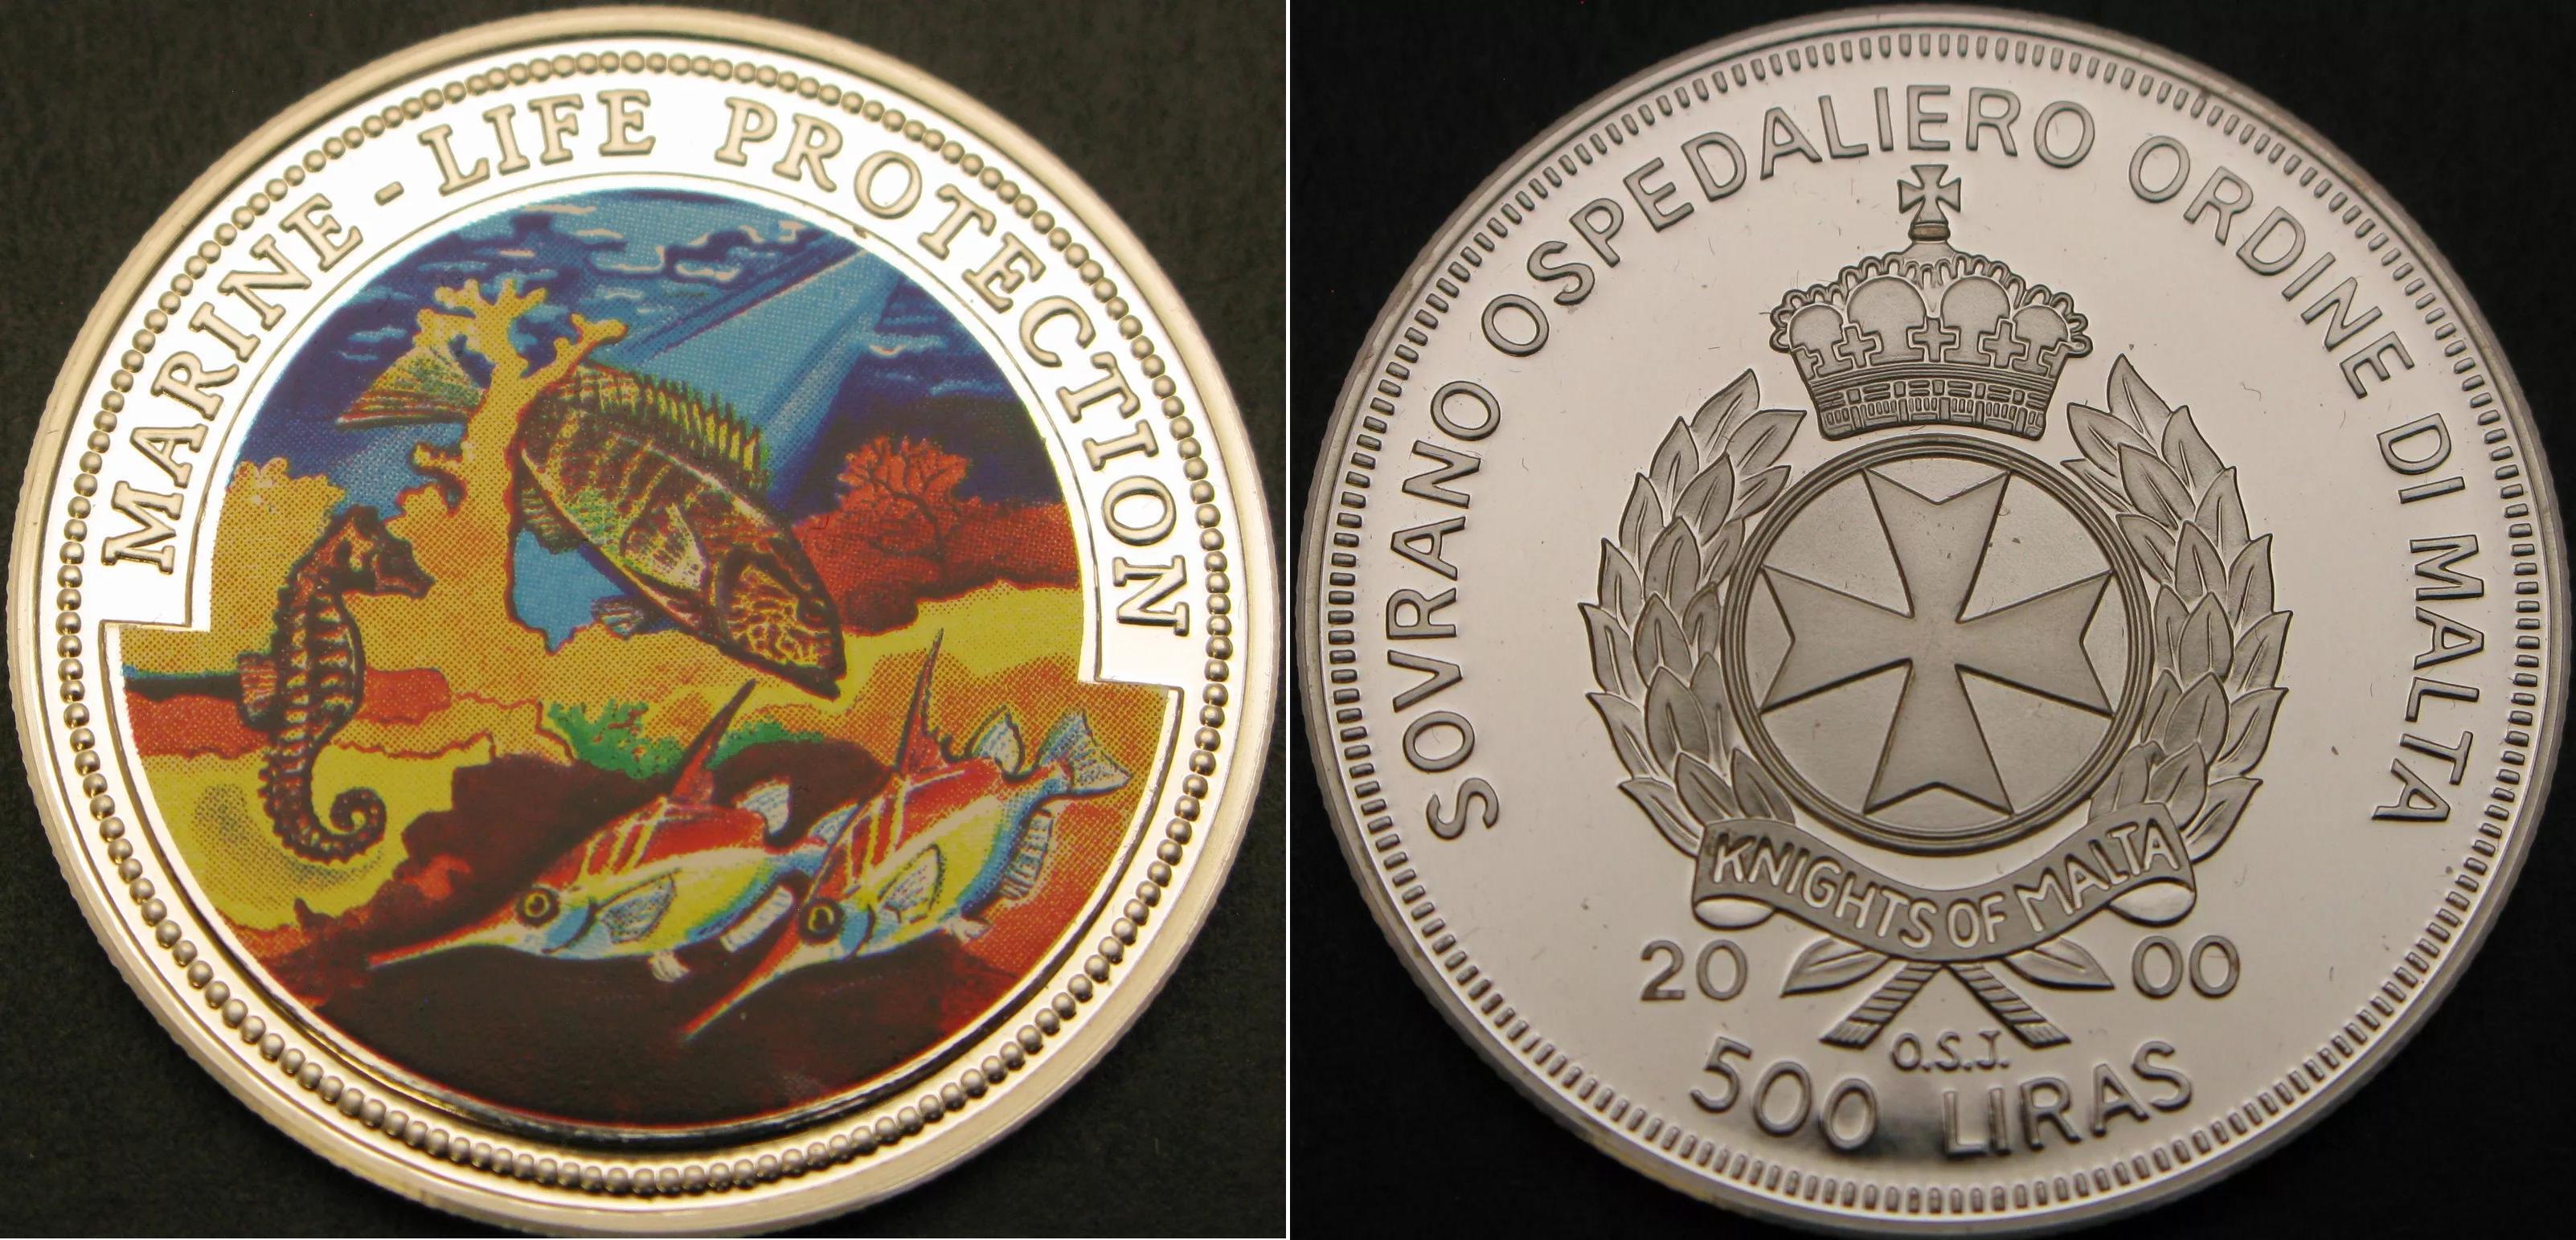 MARINE - LIFE PROTECTION
SOVRANO OSPEDALIERO ORDINE DI MALTA
KNIGHTS OF MALTA
20 00
O.S.J.
500 LIRAS